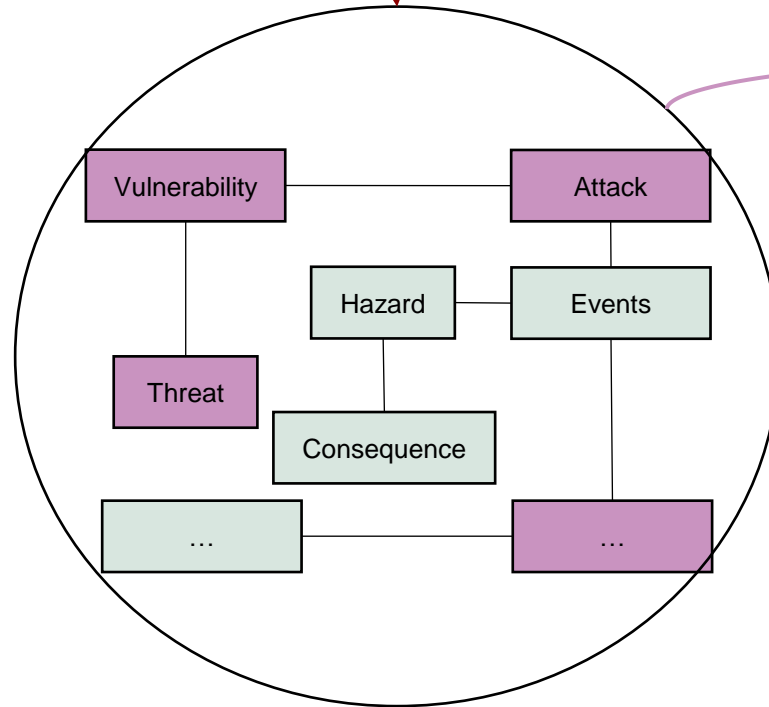 Vulnerability
Attack
Hazard
Events
Threat
Consequence
…
…